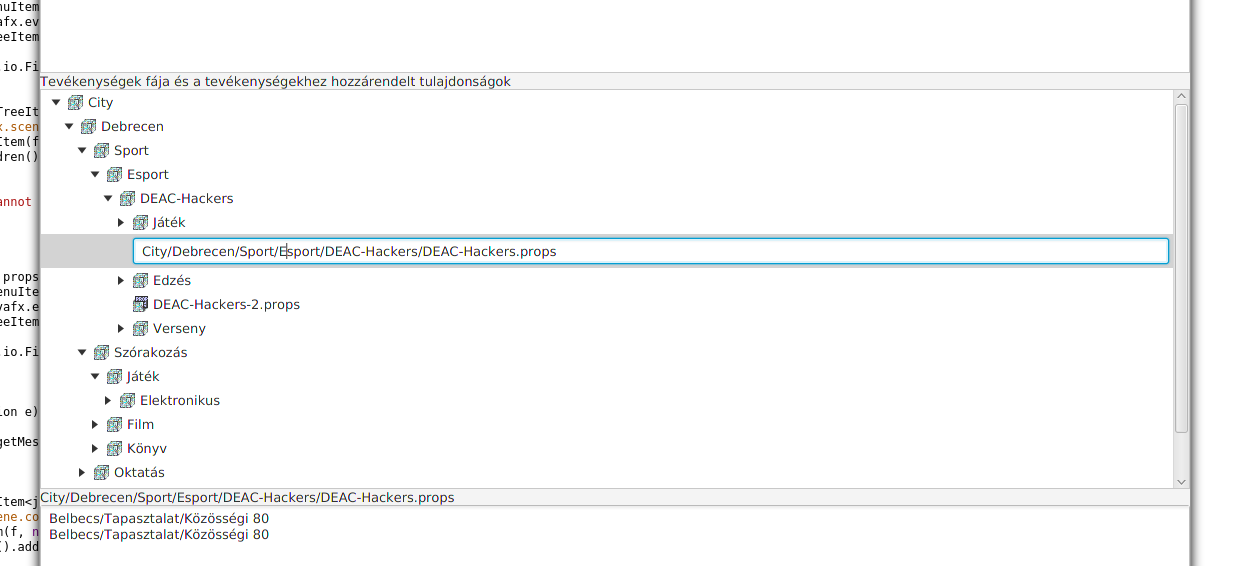 nuItem
afx.ev
eeItem
.io.Fi
TreeIt
x.scen
Item(f
dren()
annot
props
enuIte
vafx.e
eeItem
.io.Fi
ion e)
getMes
Item<j
ene.co
m(f, n
().add
Tevékenységek fája és a tevékenységekhez hozzárendelt tulajdonságok
City
Debrecen
Sport
Esport
DEAC-Hackers
Játék
City/Debrecen/Sport/Esport/DEAC-Hackers/DEAC-Hackers.props
Edzés
DEAC-Hackers-2.props
Verseny
Szórakozás
Játék
Elektronikus
Film
Könyv
Oktatás
City/Debrecen/Sport/Esport/DEAC-Hackers/DEAC-Hackers.props
Belbecs/Tapasztalat/Közösségi 80
Belbecs/Tapasztalat/Közösségi 80